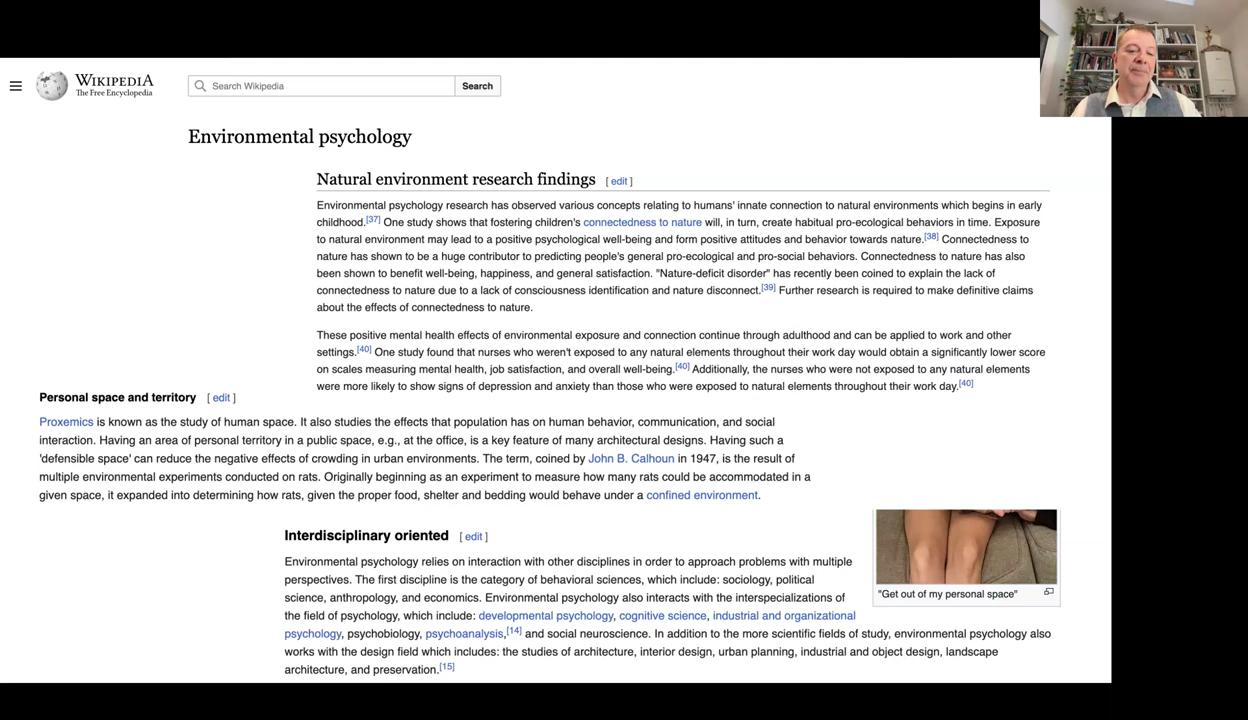 WIKIPEDIA
The Free Encyclopedia
Search Wikipedia
Search
Environmental psychology
Natural environment research findings [ edit ]
Environmental psychology research has observed various concepts relating to humans' innate connection to natural environments which begins in early
childhood.[37] One study shows that fostering children's connectedness to nature will, in turn, create habitual pro-ecological behaviors in time. Exposure
to natural environment may lead to a positive psychological well-being and form positive attitudes and behavior towards nature.[38] Connectedness to
nature has shown to be a huge contributor to predicting people's general pro-ecological and pro-social behaviors. Connectedness to nature has also
been shown to benefit well-being, happiness, and general satisfaction. "Nature-deficit disorder" has recently been coined to explain the lack of
connectedness to nature due to a lack of consciousness identification and nature disconnect.[39] Further research is required to make definitive claims
about the effects of connectedness to nature.
These positive mental health effects of environmental exposure and connection continue through adulthood and can be applied to work and other
settings.[40] One study found that nurses who weren't exposed to any natural elements throughout their work day would obtain a significantly lower score
on scales measuring mental health, job satisfaction, and overall well-being.[40] Additionally, the nurses who were not exposed to any natural elements
were more likely to show signs of depression and anxiety than those who were exposed to natural elements throughout their work day.[40]
Personal space and territory [ edit ]
Proxemics is known as the study of human space. It also studies the effects that population has on human behavior, communication, and social
interaction. Having an area of personal territory in a public space, e.g., at the office, is a key feature of many architectural designs. Having such a
'defensible space' can reduce the negative effects of crowding in urban environments. The term, coined by John B. Calhoun in 1947, is the result of
multiple environmental experiments conducted on rats. Originally beginning as an experiment to measure how many rats could be accommodated in a
given space, it expanded into determining how rats, given the proper food, shelter and bedding would behave under a confined environment.
Interdisciplinary oriented [ edit ]
Environmental psychology relies on interaction with other disciplines in order to approach problems with multiple
perspectives. The first discipline is the category of behavioral sciences, which include: sociology, political
science, anthropology, and economics. Environmental psychology also interacts with the interspecializations of
the field of psychology, which include: developmental psychology, cognitive science, industrial and organizational
psychology, psychobiology, psychoanalysis,[14] and social neuroscience. In addition to the more scientific fields of study, environmental psychology also
works with the design field which includes: the studies of architecture, interior design, urban planning, industrial and object design, landscape
architecture, and preservation.[15]
"Get out of my personal space"